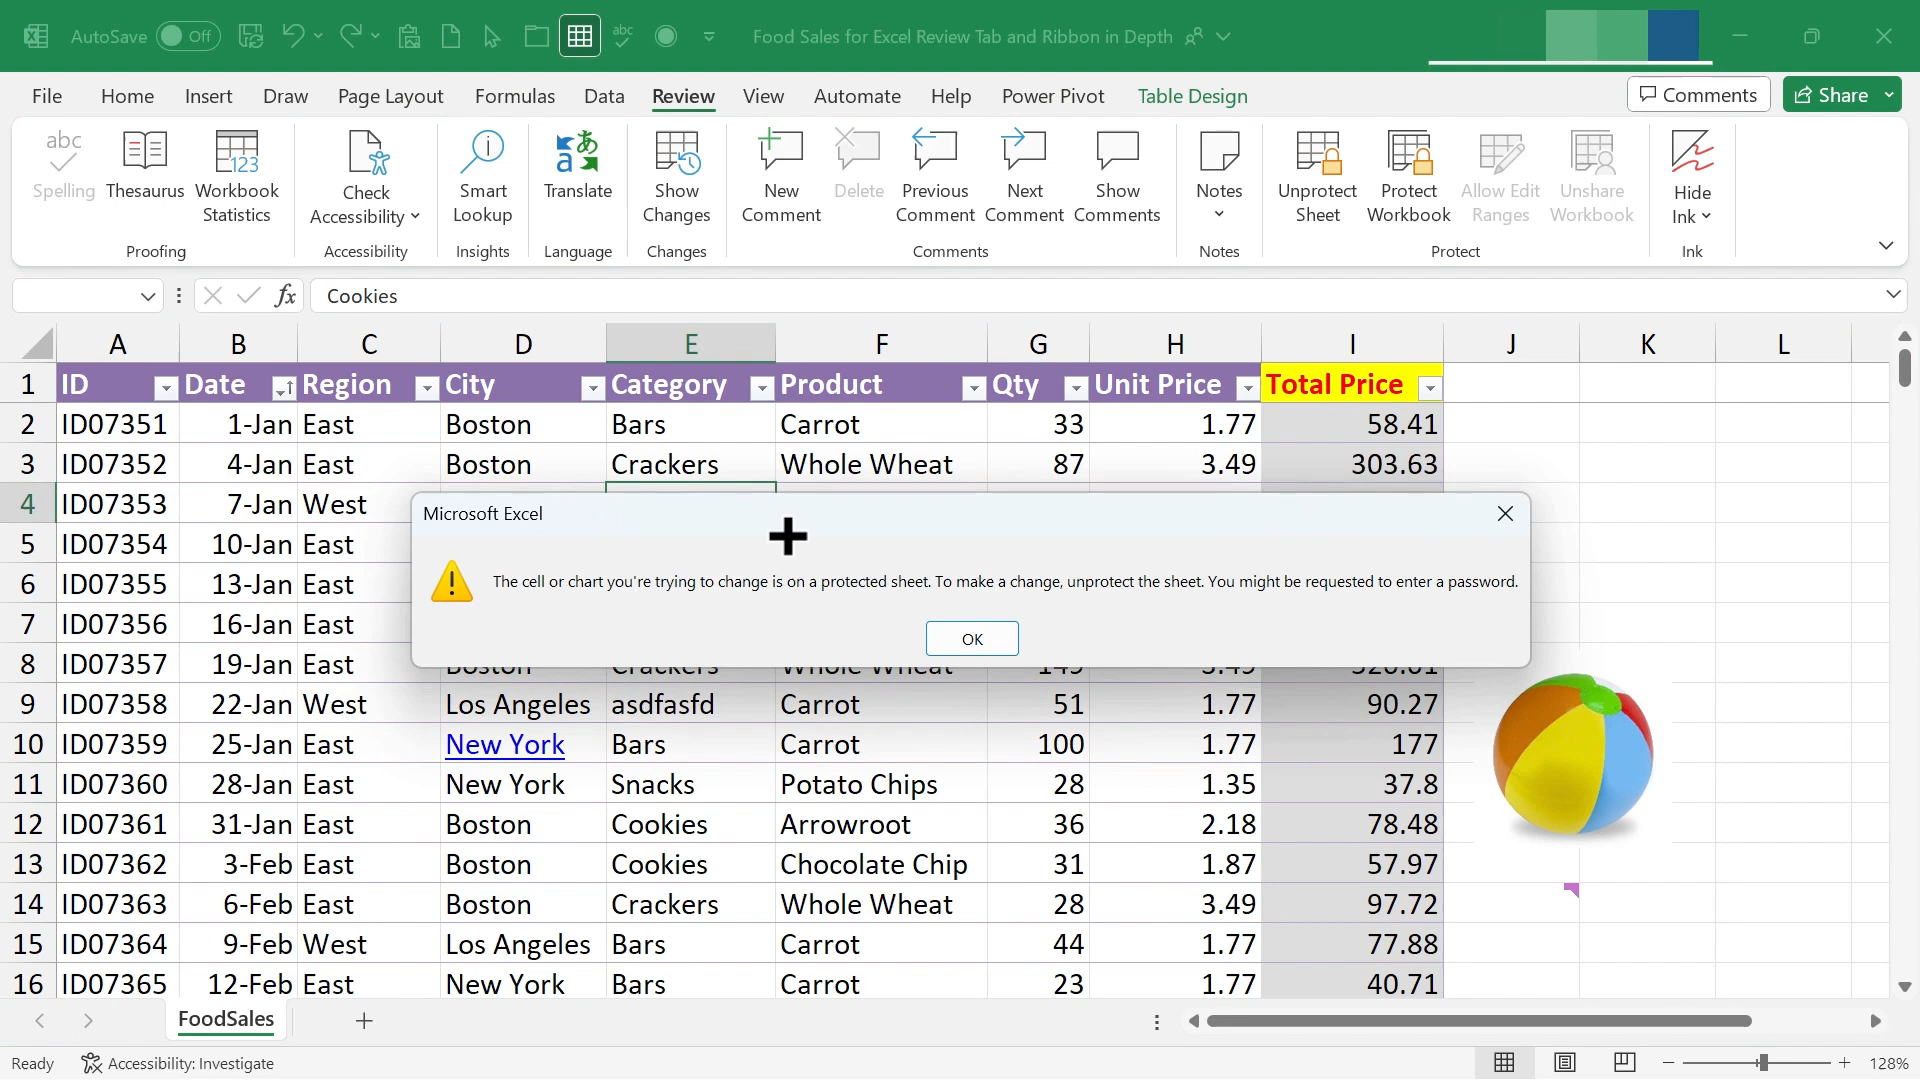 AutoSave Off abc Food Sales for Excel Review Tab and Ribbon in Depth
File Home Insert Draw Page Layout Formulas Data Review View Automate Help Power Pivot Table Design Comments Share
abc
Spelling
Thesaurus
123
Workbook
Statistics
Proofing
Check
Accessibility
Accessibility
Smart
Lookup
Insights
Translate
Language
Show
Changes
Changes
New
Comment
Delete
Previous
Comment
Next
Comment
Show
Comments
Comments
Notes
Notes
Unprotect
Sheet
Protect
Workbook
Allow Edit
Ranges
Unshare
Workbook
Protect
Hide
Ink
Ink
fx Cookies
A B C D E F G H I J K L
1 ID Date Region City Category Product Qty Unit Price Total Price
2 ID07351 1-Jan East Boston Bars Carrot 33 1.77 58.41
3 ID07352 4-Jan East Boston Crackers Whole Wheat 87 3.49 303.63
4 ID07353 7-Jan West
5 ID07354 10-Jan East
6 ID07355 13-Jan East
7 ID07356 16-Jan East
8 ID07357 19-Jan East
Microsoft Excel
The cell or chart you're trying to change is on a protected sheet. To make a change, unprotect the sheet. You might be requested to enter a password.
OK
9 ID07358 22-Jan West Los Angeles asdfasfd Carrot 51 1.77 90.27
10 ID07359 25-Jan East New York Bars Carrot 100 1.77 177
11 ID07360 28-Jan East New York Snacks Potato Chips 28 1.35 37.8
12 ID07361 31-Jan East Boston Cookies Arrowroot 36 2.18 78.48
13 ID07362 3-Feb East Boston Cookies Chocolate Chip 31 1.87 57.97
14 ID07363 6-Feb East Boston Crackers Whole Wheat 28 3.49 97.72
15 ID07364 9-Feb West Los Angeles Bars Carrot 44 1.77 77.88
16 ID07365 12-Feb East New York Bars Carrot 23 1.77 40.71
FoodSales
Ready Accessibility: Investigate 128%